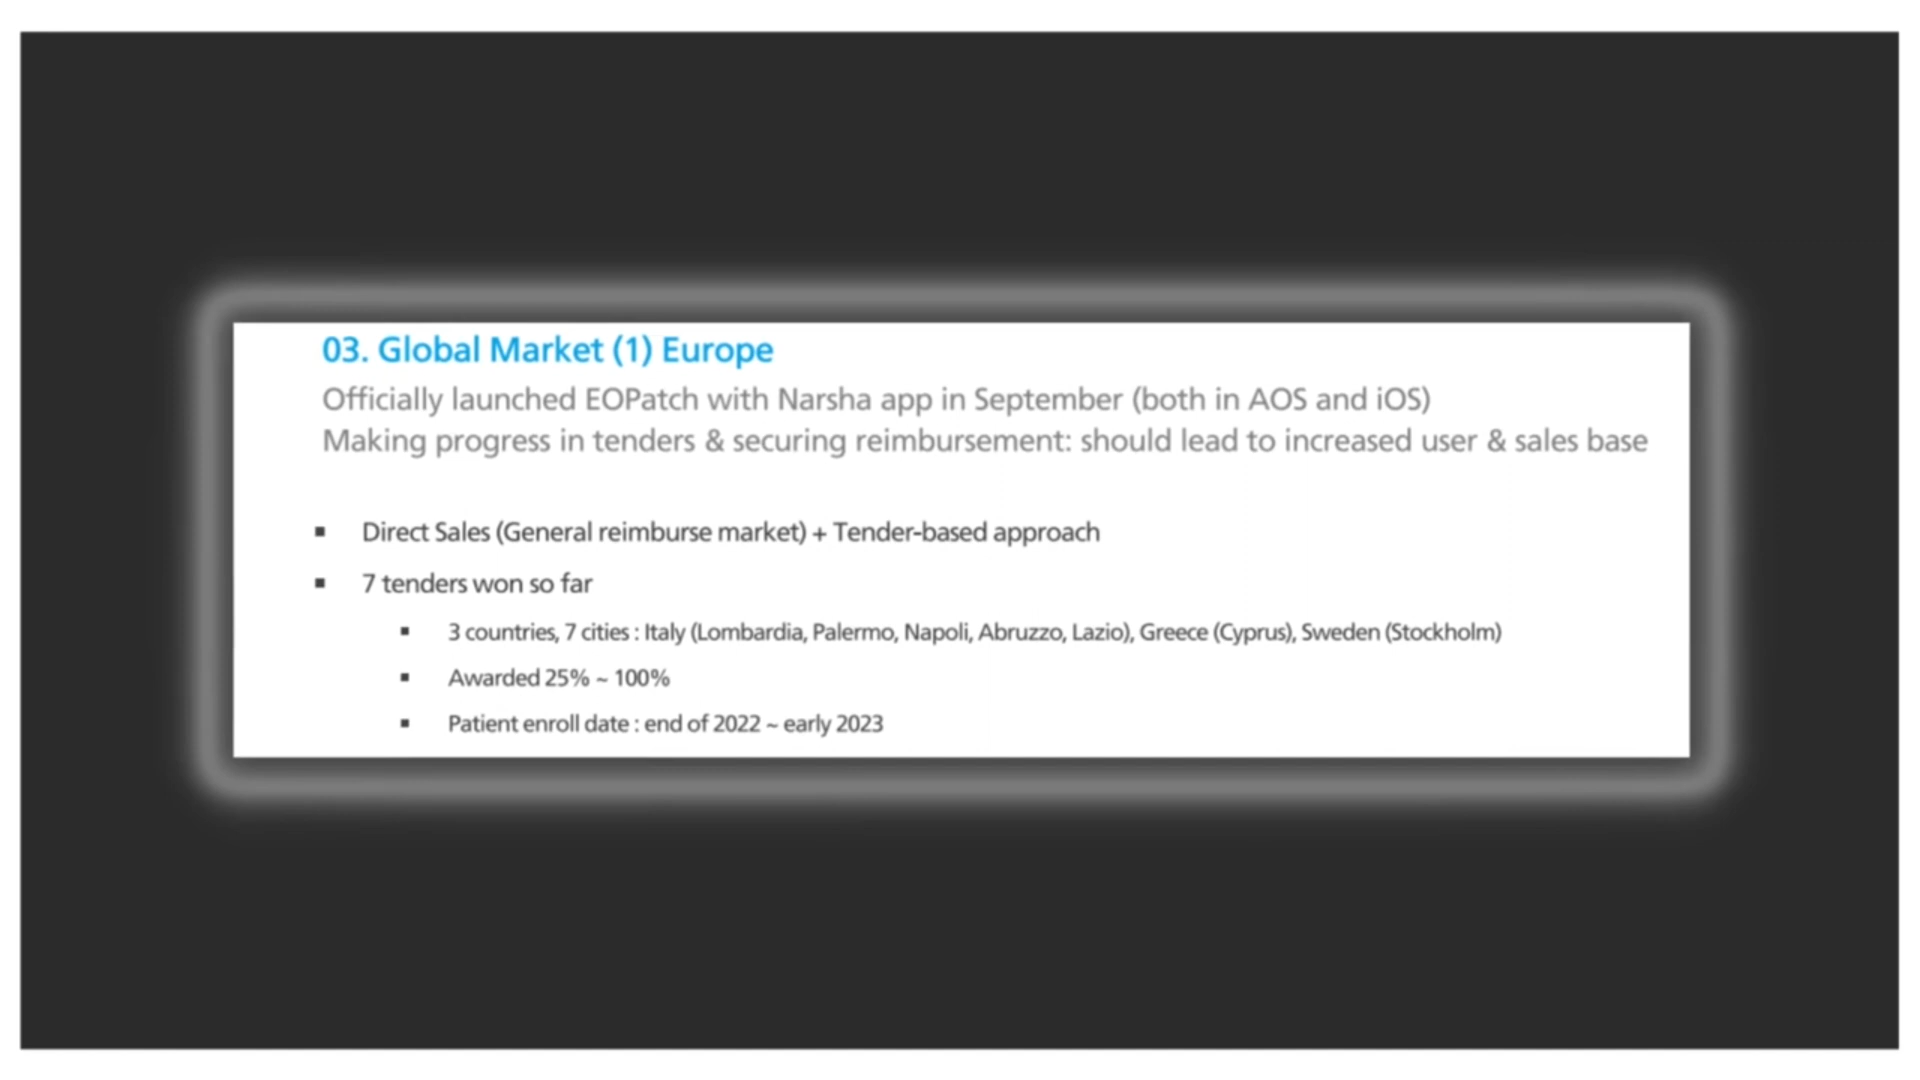 03. Global Market (1) Europe
Officially launched EOPatch with Narsha app in September (both in AOS and iOS)
Making progress in tenders & securing reimbursement: should lead to increased user & sales base
▪ Direct Sales (General reimburse market) + Tender-based approach
▪ 7 tenders won so far
▪ 3 countries, 7 cities : Italy (Lombardia, Palermo, Napoli, Abruzzo, Lazio), Greece (Cyprus), Sweden (Stockholm)
▪ Awarded 25% ~ 100%
▪ Patient enroll date : end of 2022 ~ early 2023